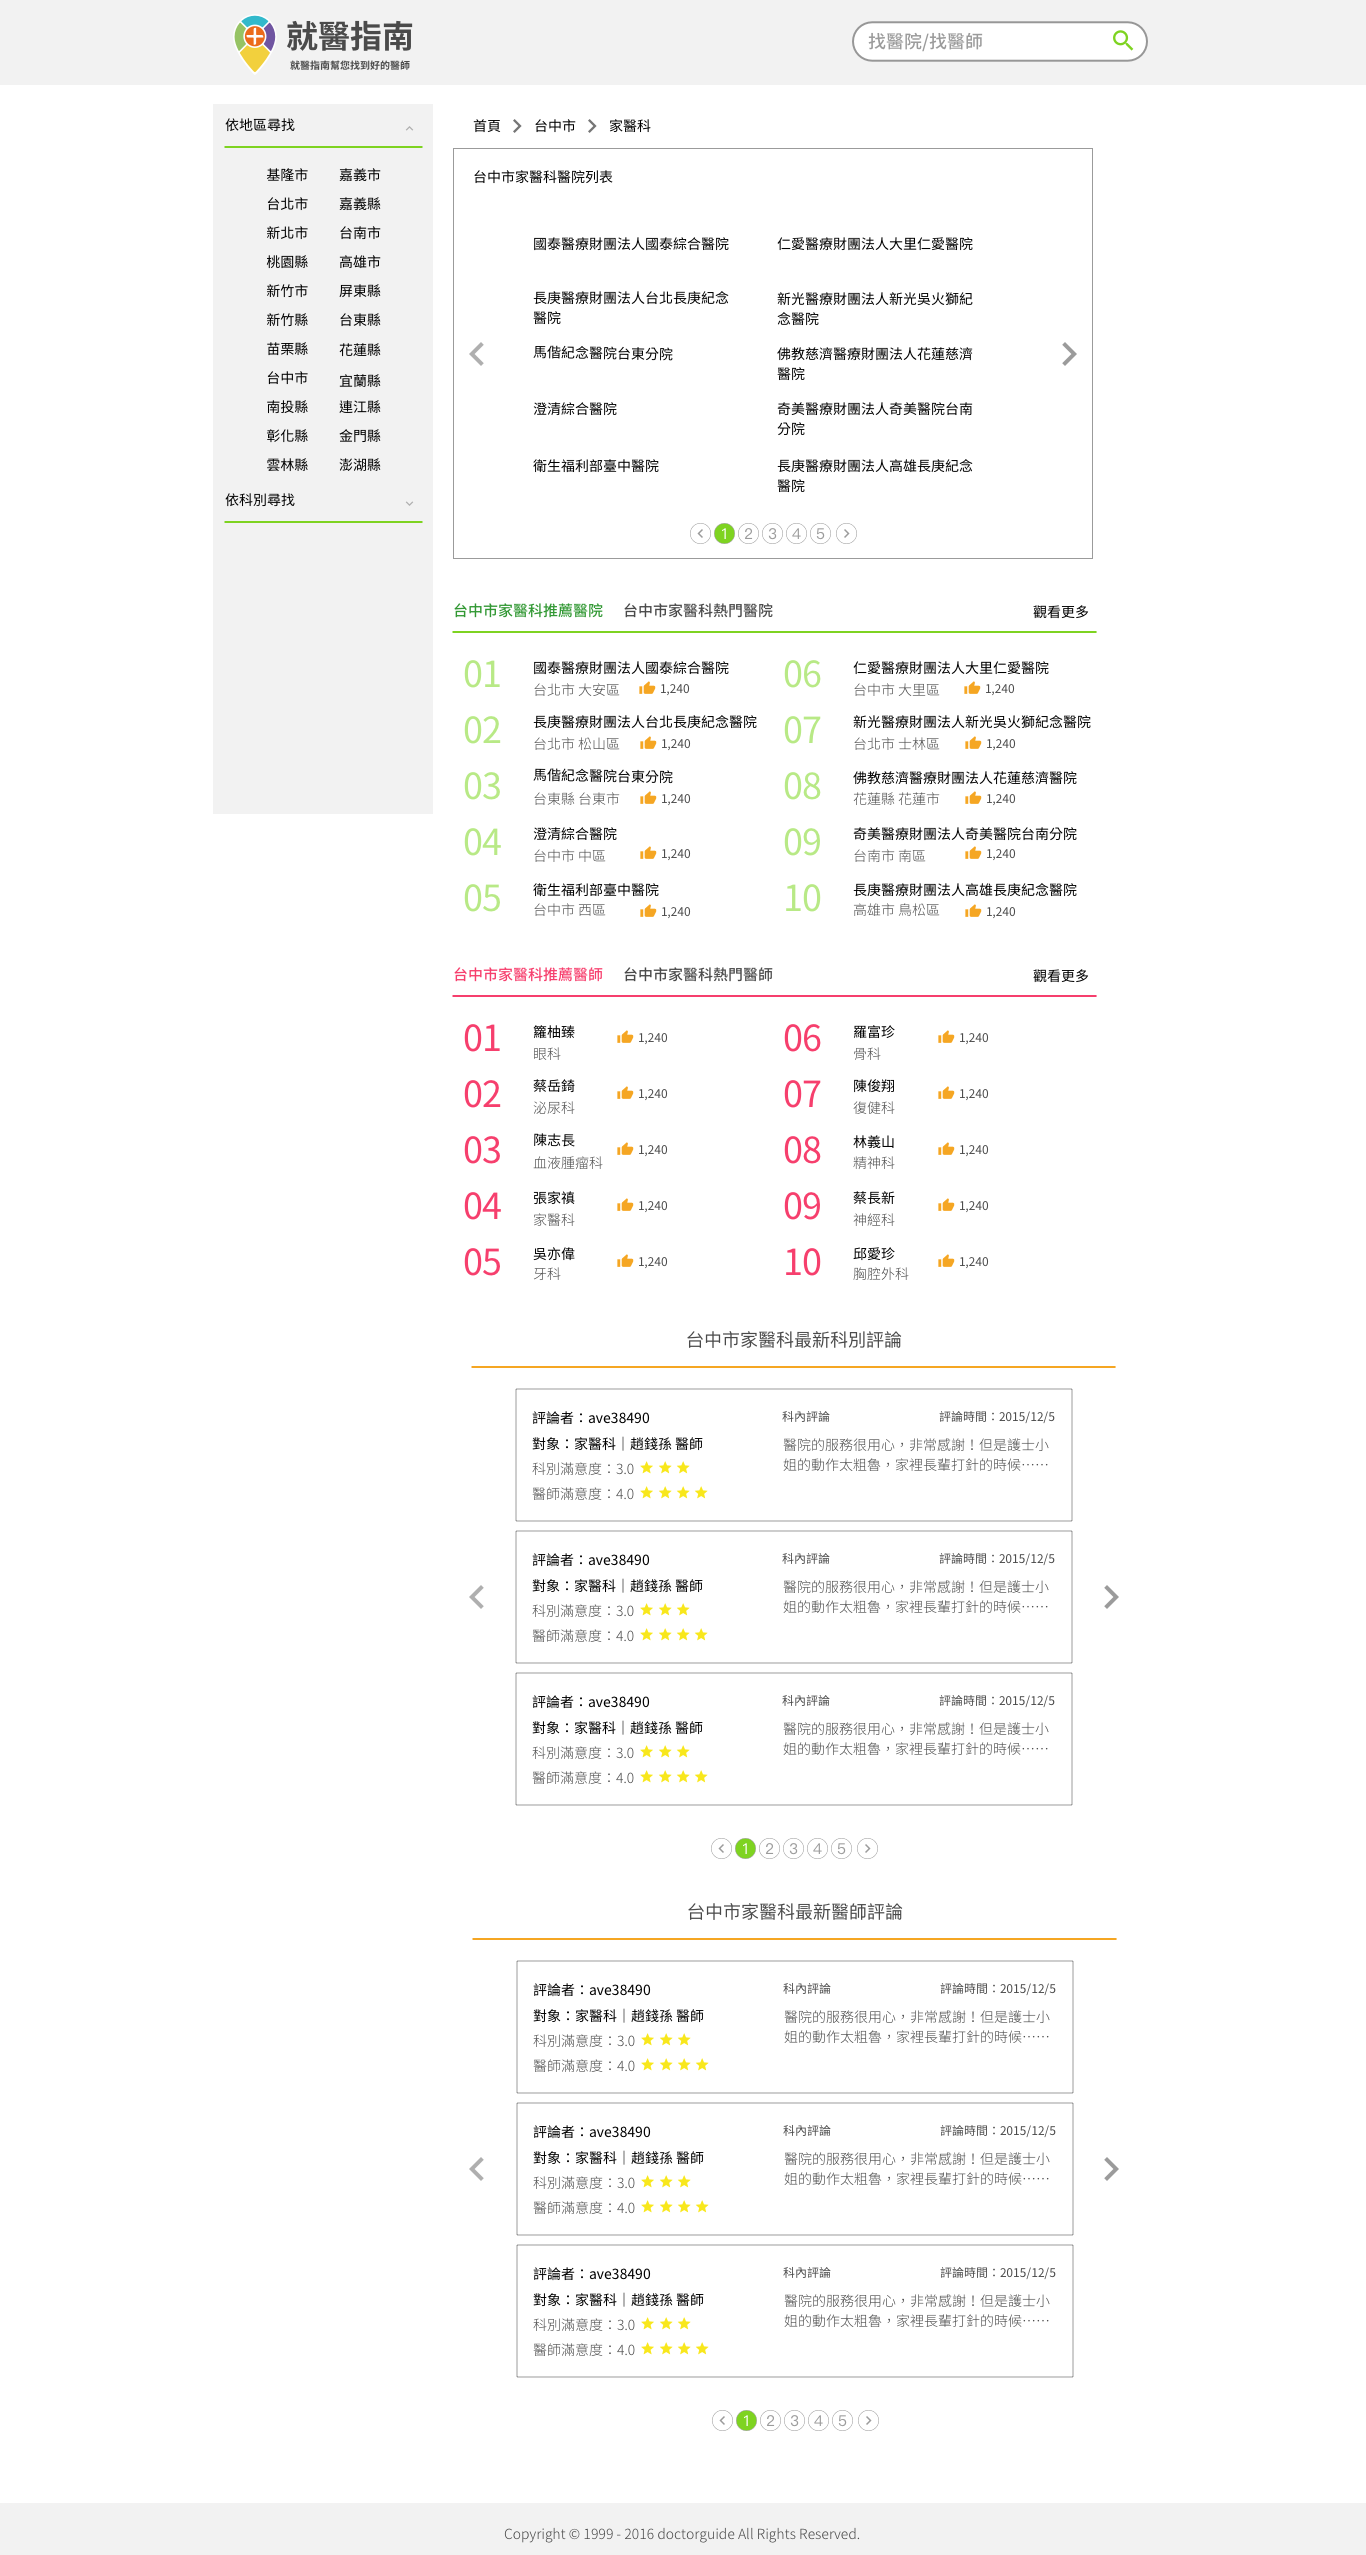 就醫指南
就醫指南幫您找到好的醫師
找醫院/找醫師
依地區尋找
基隆市 嘉義市
台北市 嘉義縣
新北市 台南市
桃園縣 高雄市
新竹市 屏東縣
新竹縣 台東縣
苗栗縣 花蓮縣
台中市 宜蘭縣
南投縣 連江縣
彰化縣 金門縣
雲林縣 澎湖縣
依科別尋找
首頁 台中市 家醫科
台中市家醫科醫院列表
國泰醫療財團法人國泰綜合醫院
仁愛醫療財團法人大里仁愛醫院
長庚醫療財團法人台北長庚紀念
醫院
新光醫療財團法人新光吳火獅紀
念醫院
馬偕紀念醫院台東分院
佛教慈濟醫療財團法人花蓮慈濟
醫院
澄清綜合醫院
奇美醫療財團法人奇美醫院台南
分院
衛生福利部臺中醫院
長庚醫療財團法人高雄長庚紀念
醫院
1 2 3 4 5
台中市家醫科推薦醫院 台中市家醫科熱門醫院 觀看更多
01 國泰醫療財團法人國泰綜合醫院
台北市 大安區 1,240
06 仁愛醫療財團法人大里仁愛醫院
台中市 大里區 1,240
02 長庚醫療財團法人台北長庚紀念醫院
台北市 松山區 1,240
07 新光醫療財團法人新光吳火獅紀念醫院
台北市 士林區 1,240
03 馬偕紀念醫院台東分院
台東縣 台東市 1,240
08 佛教慈濟醫療財團法人花蓮慈濟醫院
花蓮縣 花蓮市 1,240
04 澄清綜合醫院
台中市 中區 1,240
09 奇美醫療財團法人奇美醫院台南分院
台南市 南區 1,240
05 衛生福利部臺中醫院
台中市 西區 1,240
10 長庚醫療財團法人高雄長庚紀念醫院
高雄市 鳥松區 1,240
台中市家醫科推薦醫師 台中市家醫科熱門醫師 觀看更多
01 籮柚臻 1,240
眼科
06 羅富珍 1,240
骨科
02 蔡岳錡 1,240
泌尿科
07 陳俊翔 1,240
復健科
03 陳志長 1,240
血液腫瘤科
08 林義山 1,240
精神科
04 張家禛 1,240
家醫科
09 蔡長新 1,240
神經科
05 吳亦偉 1,240
牙科
10 邱愛珍 1,240
胸腔外科
台中市家醫科最新科別評論
評論者：ave38490 科內評論 評論時間：2015/12/5
對象：家醫科｜趙錢孫 醫師
科別滿意度：3.0
醫師滿意度：4.0
醫院的服務很用心，非常感謝！但是護士小
姐的動作太粗魯，家裡長輩打針的時候……
評論者：ave38490 科內評論 評論時間：2015/12/5
對象：家醫科｜趙錢孫 醫師
科別滿意度：3.0
醫師滿意度：4.0
醫院的服務很用心，非常感謝！但是護士小
姐的動作太粗魯，家裡長輩打針的時候……
評論者：ave38490 科內評論 評論時間：2015/12/5
對象：家醫科｜趙錢孫 醫師
科別滿意度：3.0
醫師滿意度：4.0
醫院的服務很用心，非常感謝！但是護士小
姐的動作太粗魯，家裡長輩打針的時候……
1 2 3 4 5
台中市家醫科最新醫師評論
評論者：ave38490 科內評論 評論時間：2015/12/5
對象：家醫科｜趙錢孫 醫師
科別滿意度：3.0
醫師滿意度：4.0
醫院的服務很用心，非常感謝！但是護士小
姐的動作太粗魯，家裡長輩打針的時候……
評論者：ave38490 科內評論 評論時間：2015/12/5
對象：家醫科｜趙錢孫 醫師
科別滿意度：3.0
醫師滿意度：4.0
醫院的服務很用心，非常感謝！但是護士小
姐的動作太粗魯，家裡長輩打針的時候……
評論者：ave38490 科內評論 評論時間：2015/12/5
對象：家醫科｜趙錢孫 醫師
科別滿意度：3.0
醫師滿意度：4.0
醫院的服務很用心，非常感謝！但是護士小
姐的動作太粗魯，家裡長輩打針的時候……
1 2 3 4 5
Copyright © 1999 - 2016 doctorguide All Rights Reserved.